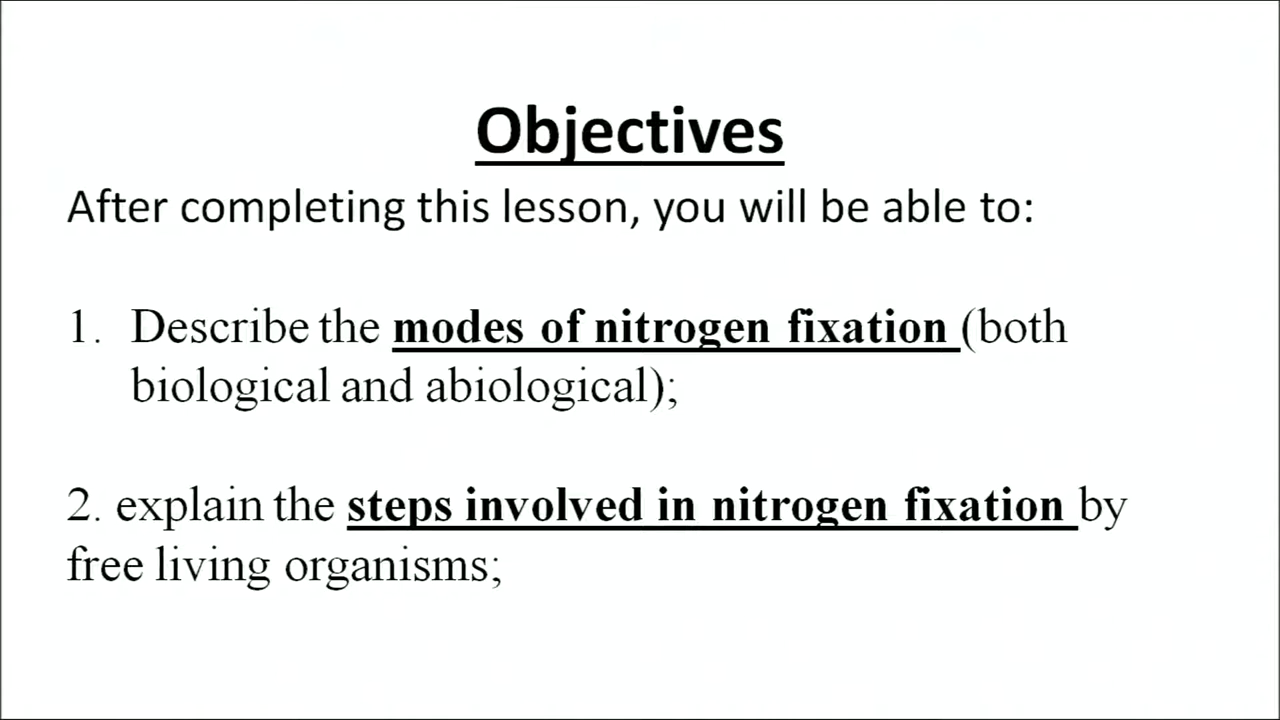 Objectives
After completing this lesson, you will be able to:
1. Describe the modes of nitrogen fixation (both
biological and abiological);
2. explain the steps involved in nitrogen fixation by
free living organisms;